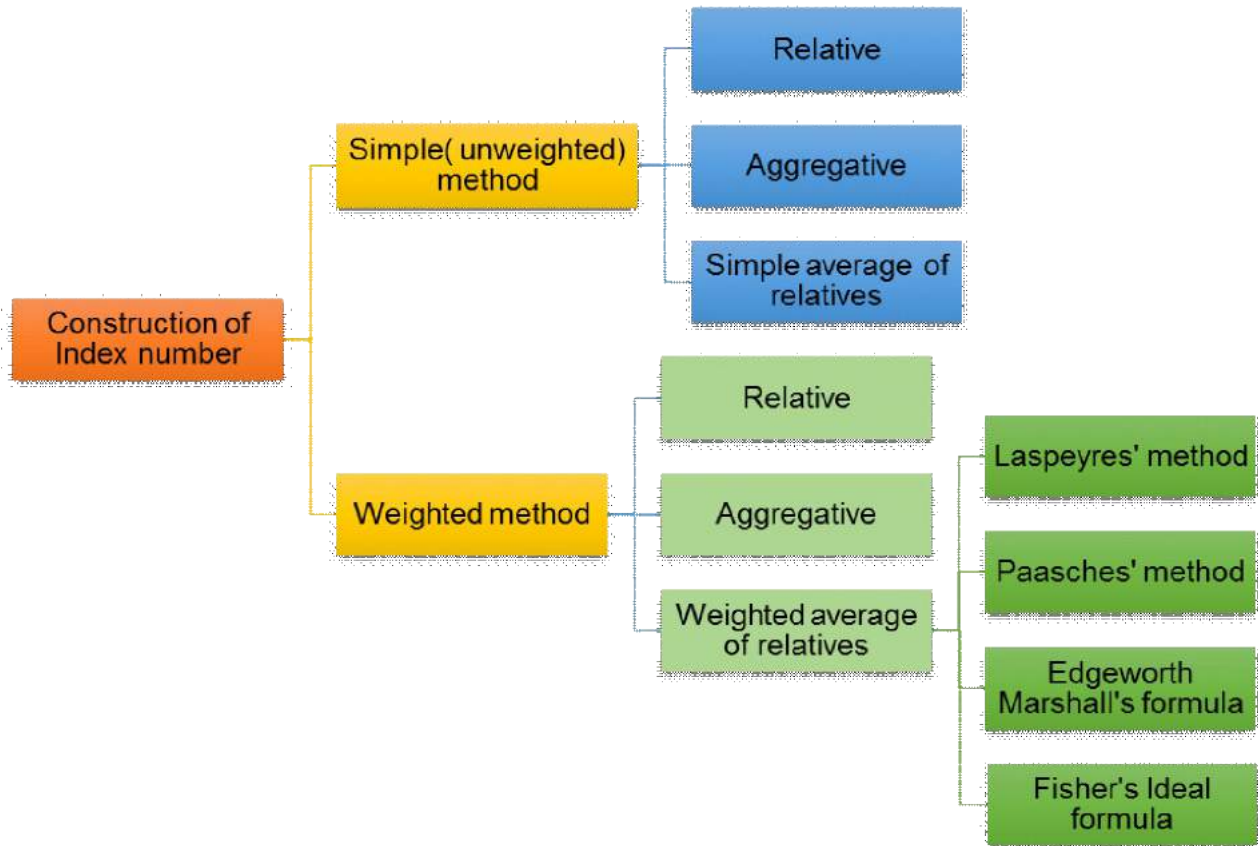 Relative
Simple( unweighted)
method
Aggregative
Simple average of
relatives
Construction of
Index number
Relative
Laspeyres' method
Weighted method
Aggregative
Paasches' method
Weighted average
of relatives
Edgeworth
Marshall's formula
Fisher's Ideal
formula